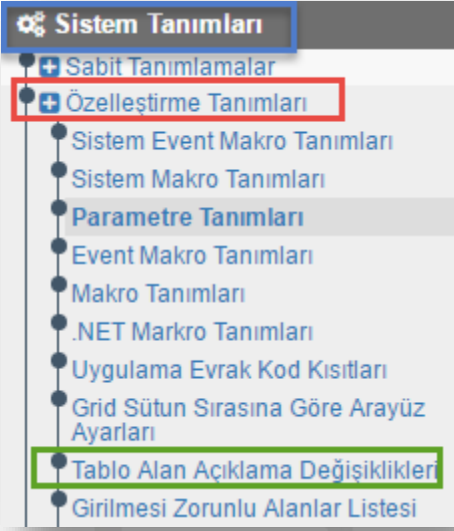 Sistem Tanımları
Sabit Tanımlamalar
Özelleştirme Tanımları
Sistem Event Makro Tanımları
Sistem Makro Tanımları
Parametre Tanımları
Event Makro Tanımları
Makro Tanımları
.NET Markro Tanımları
Uygulama Evrak Kod Kısıtları
Grid Sütun Sırasına Göre Arayüz
Ayarları
Tablo Alan Açıklama Değişiklikleri
Girilmesi Zorunlu Alanlar Listesi